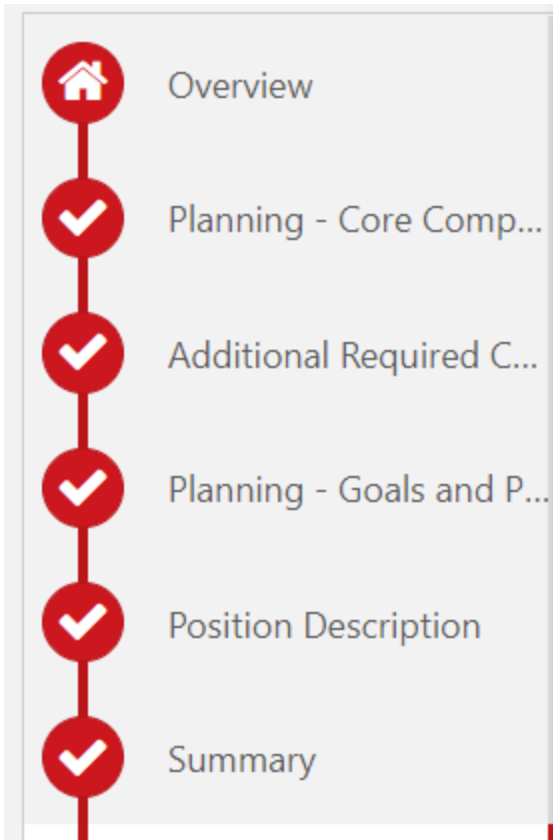 Overview
Planning - Core Comp...
Additional Required C...
Planning - Goals and P...
Position Description
Summary